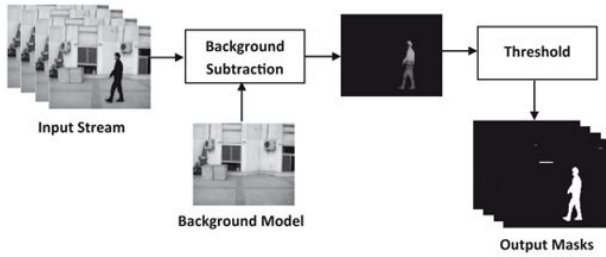 Background
Subtraction
Threshold
Input Stream
Background Model
Output Masks